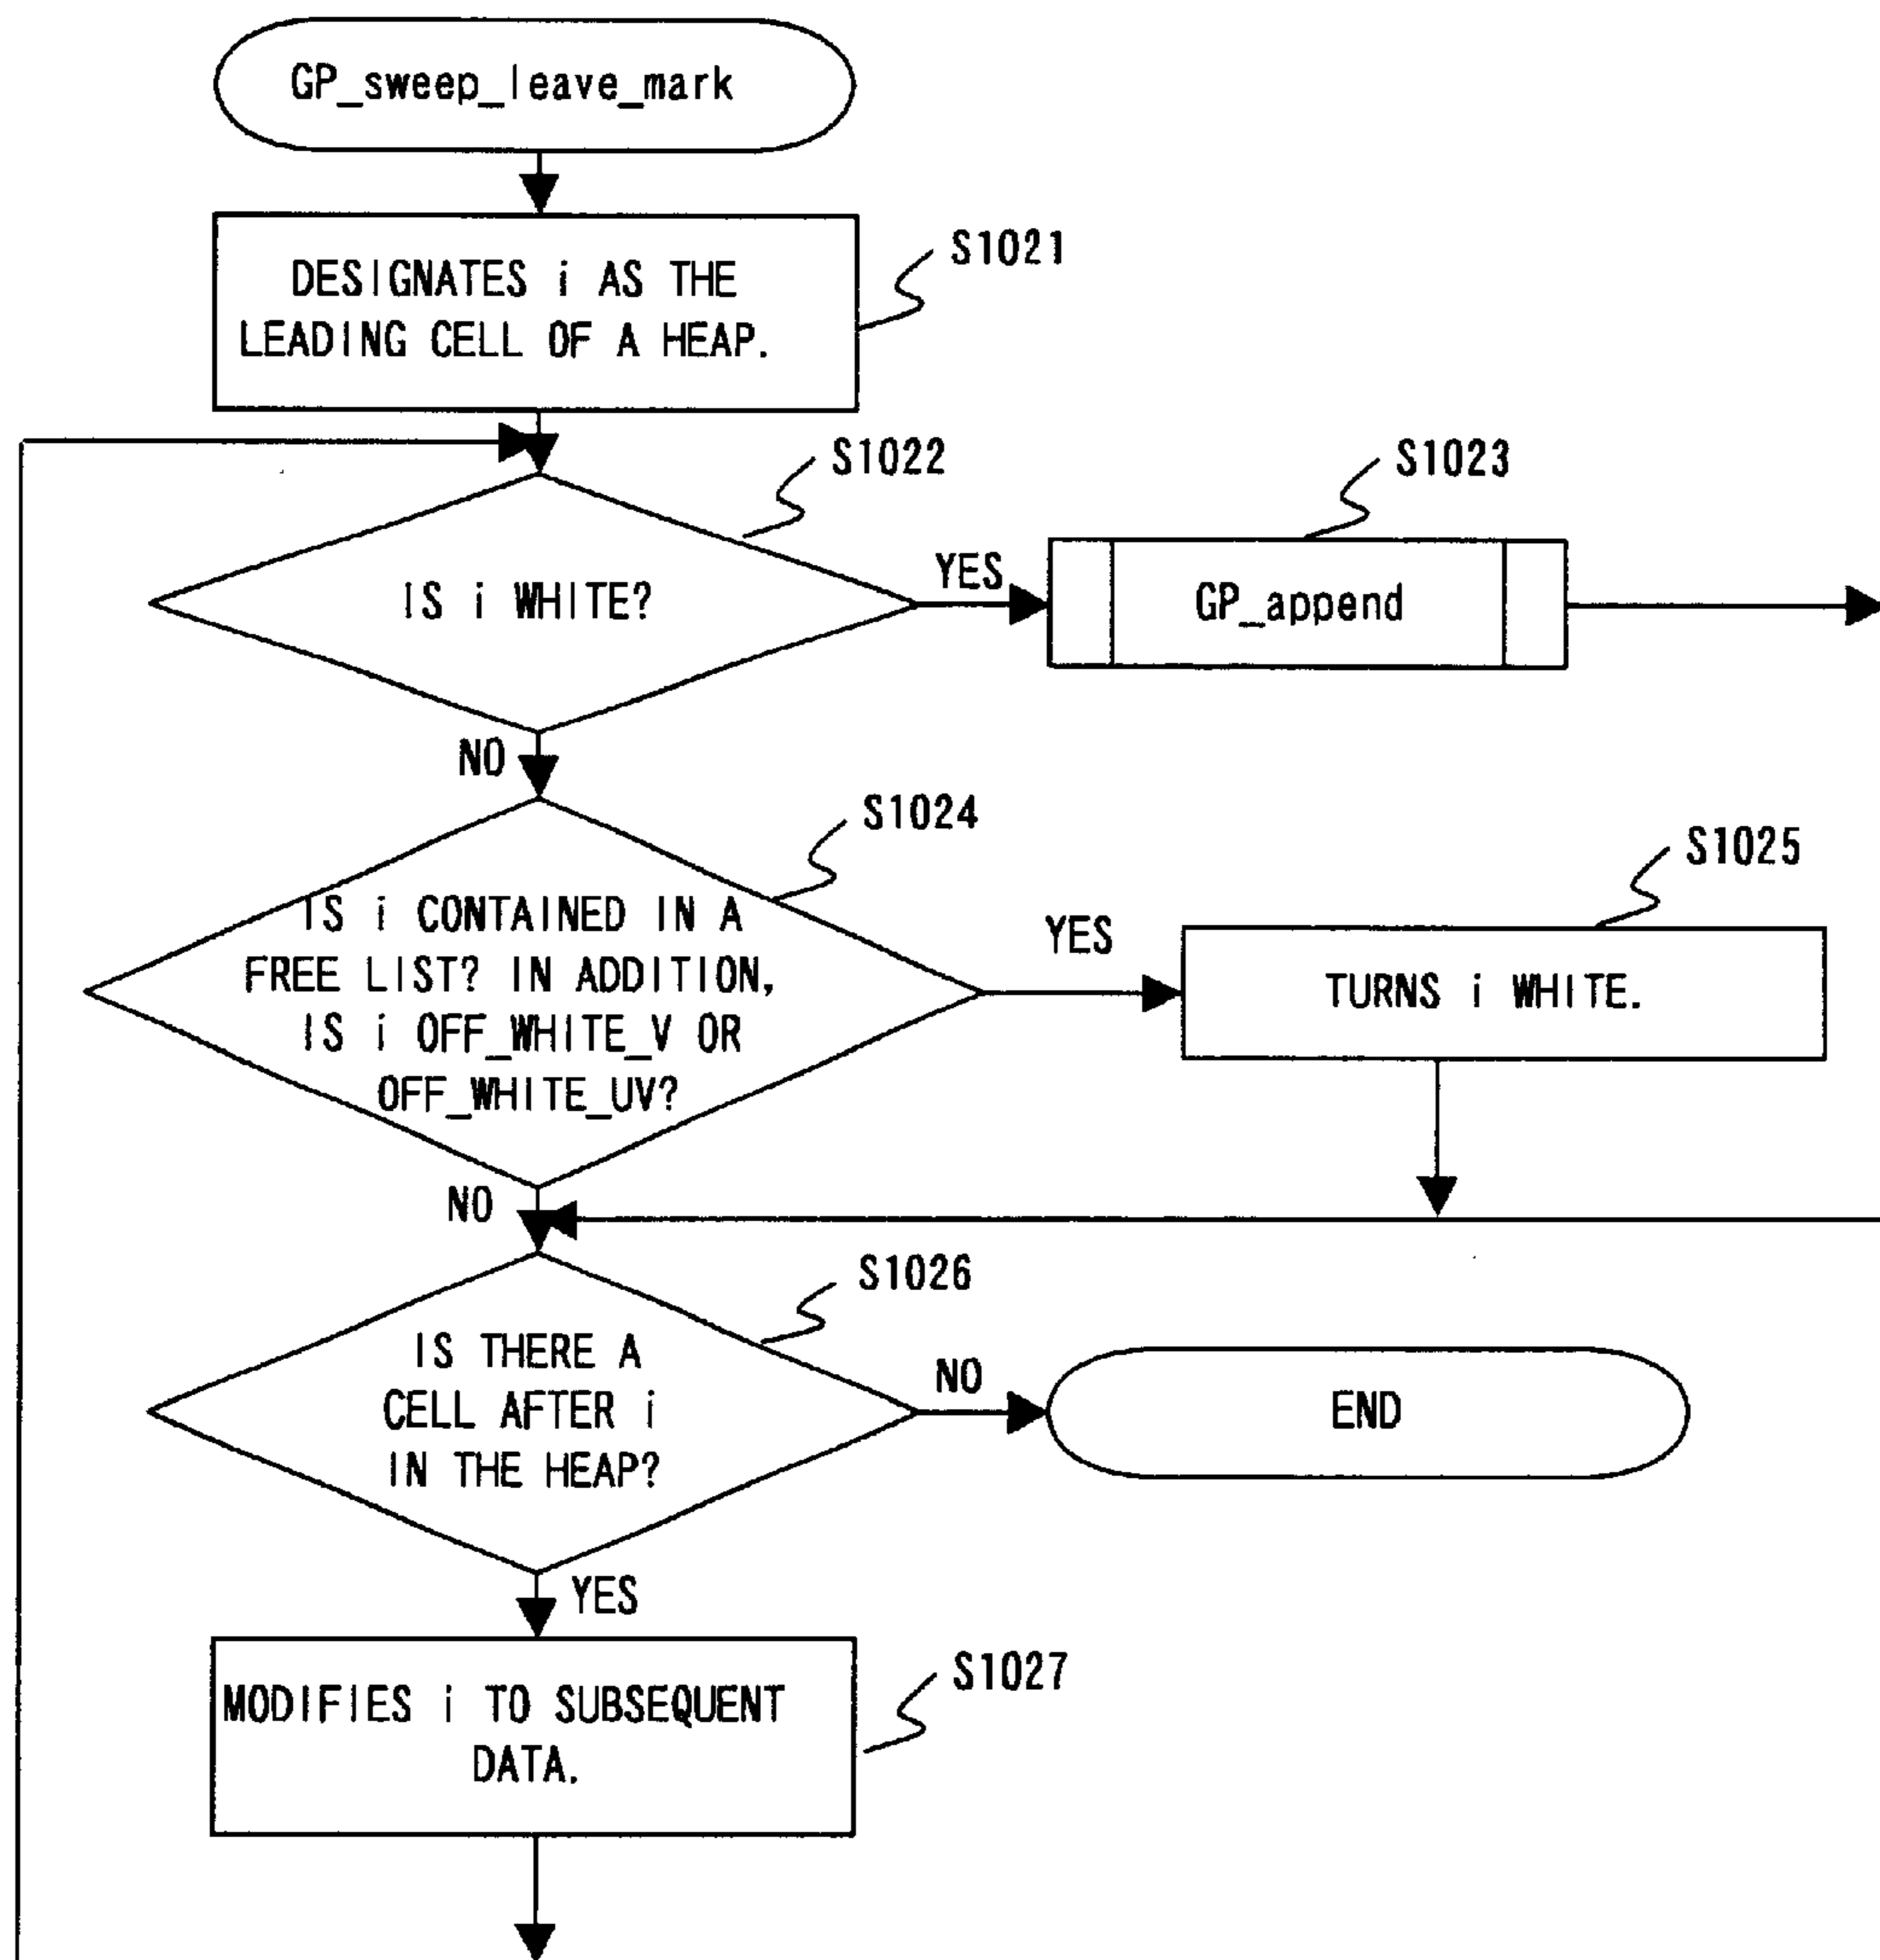 GP_sweep_leave_mark
S1021
DESIGNATES i AS THE
LEADING CELL OF A HEAP.
S1022
S1023
IS i WHITE?
YES
GP_append
NO
S1024
S1025
IS i CONTAINED IN A
FREE LIST? IN ADDITION,
IS i OFF_WHITE_V OR
OFF_WHITE_UV?
YES
TURNS i WHITE.
NO
S1026
IS THERE A
CELL AFTER i
IN THE HEAP?
NO
END
YES
S1027
MODIFIES i TO SUBSEQUENT
DATA.